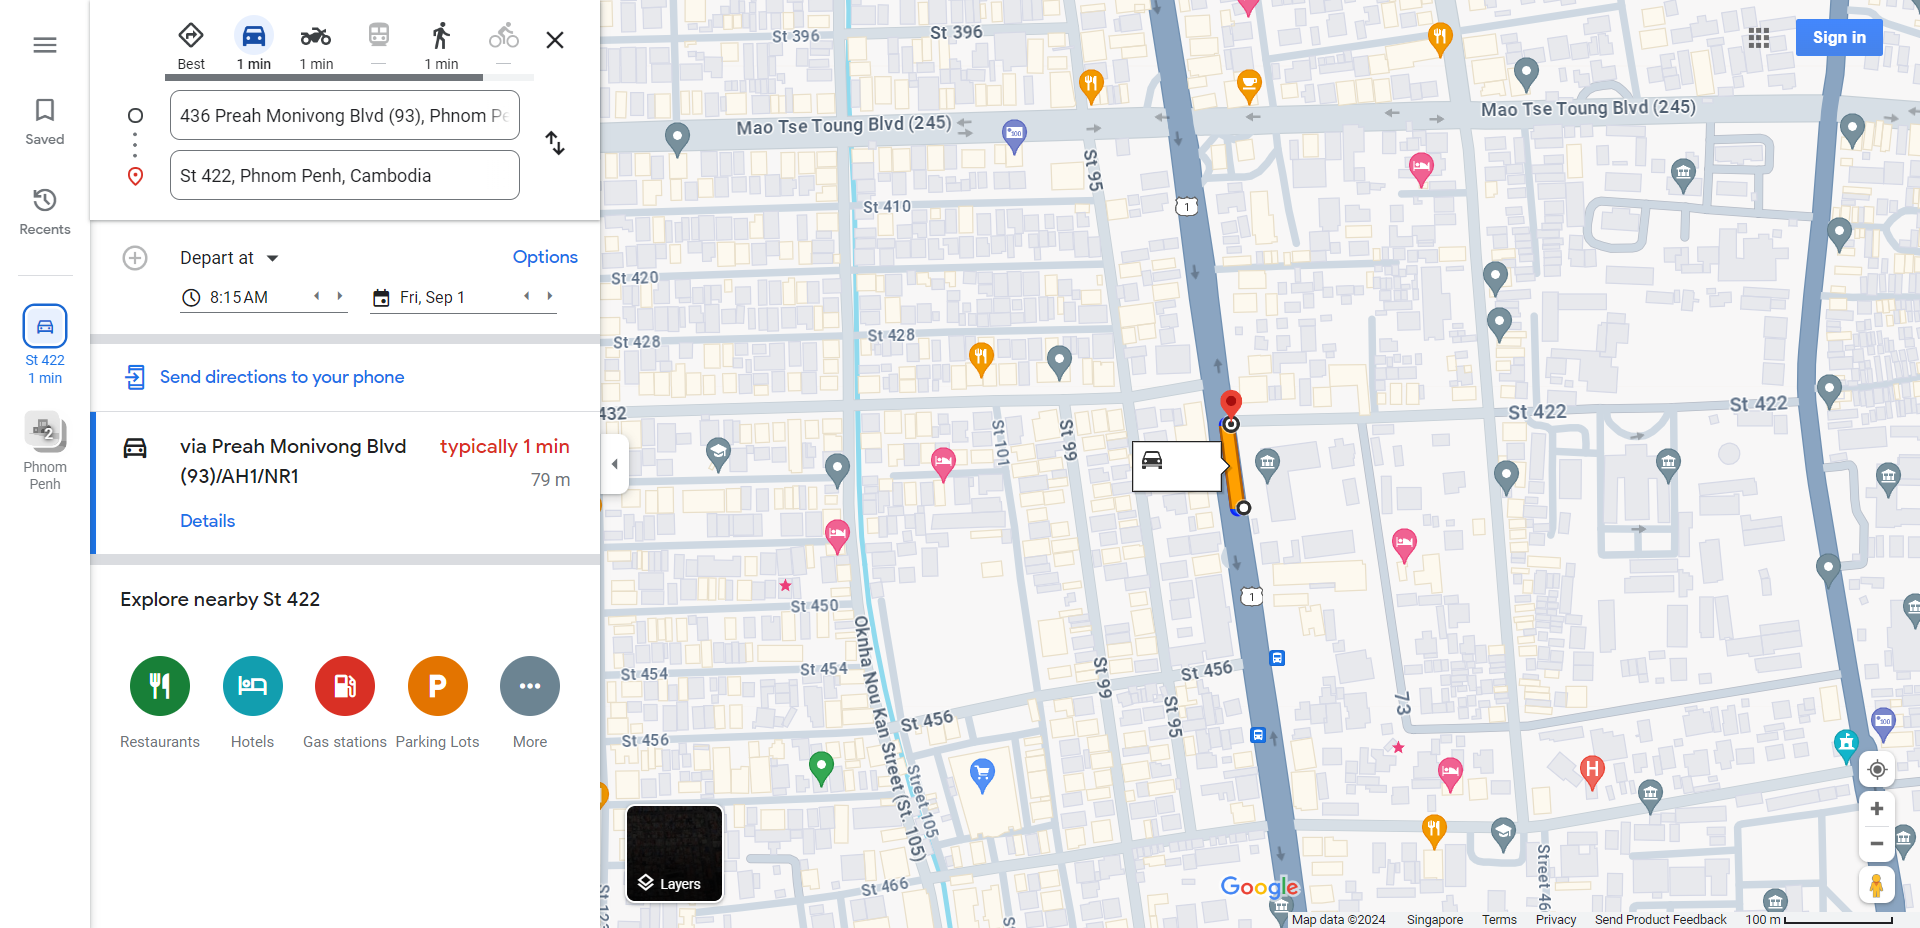 Saved
Recents
St 422
1 min
2
Phnom
Penh
Best
1 min
1 min
—
1 min
—
436 Preah Monivong Blvd (93), Phnom Pe
St 422, Phnom Penh, Cambodia
Depart at
Options
8:15 AM
Fri, Sep 1
Send directions to your phone
via Preah Monivong Blvd
(93)/AH1/NR1
typically 1 min
79 m
Details
Explore nearby St 422
P
Restaurants
Hotels
Gas stations
Parking Lots
More
Sign in
St 396
St 396
Mao Tse Toung Blvd (245)
Mao Tse Toung Blvd (245)
St 95
St 410
1
St 420
St 428
St 428
432
St 422
St 422
St 101
St 99
St 450
1
Oknha Nou Kan Street (St. 105)
St 454
St 454
St 456
St 99
St 95
73
St 456
St 456
Street 105
H
Layers
St 466
Street 46
Google
Map data ©2024
Singapore
Terms
Privacy
Send Product Feedback
100 m